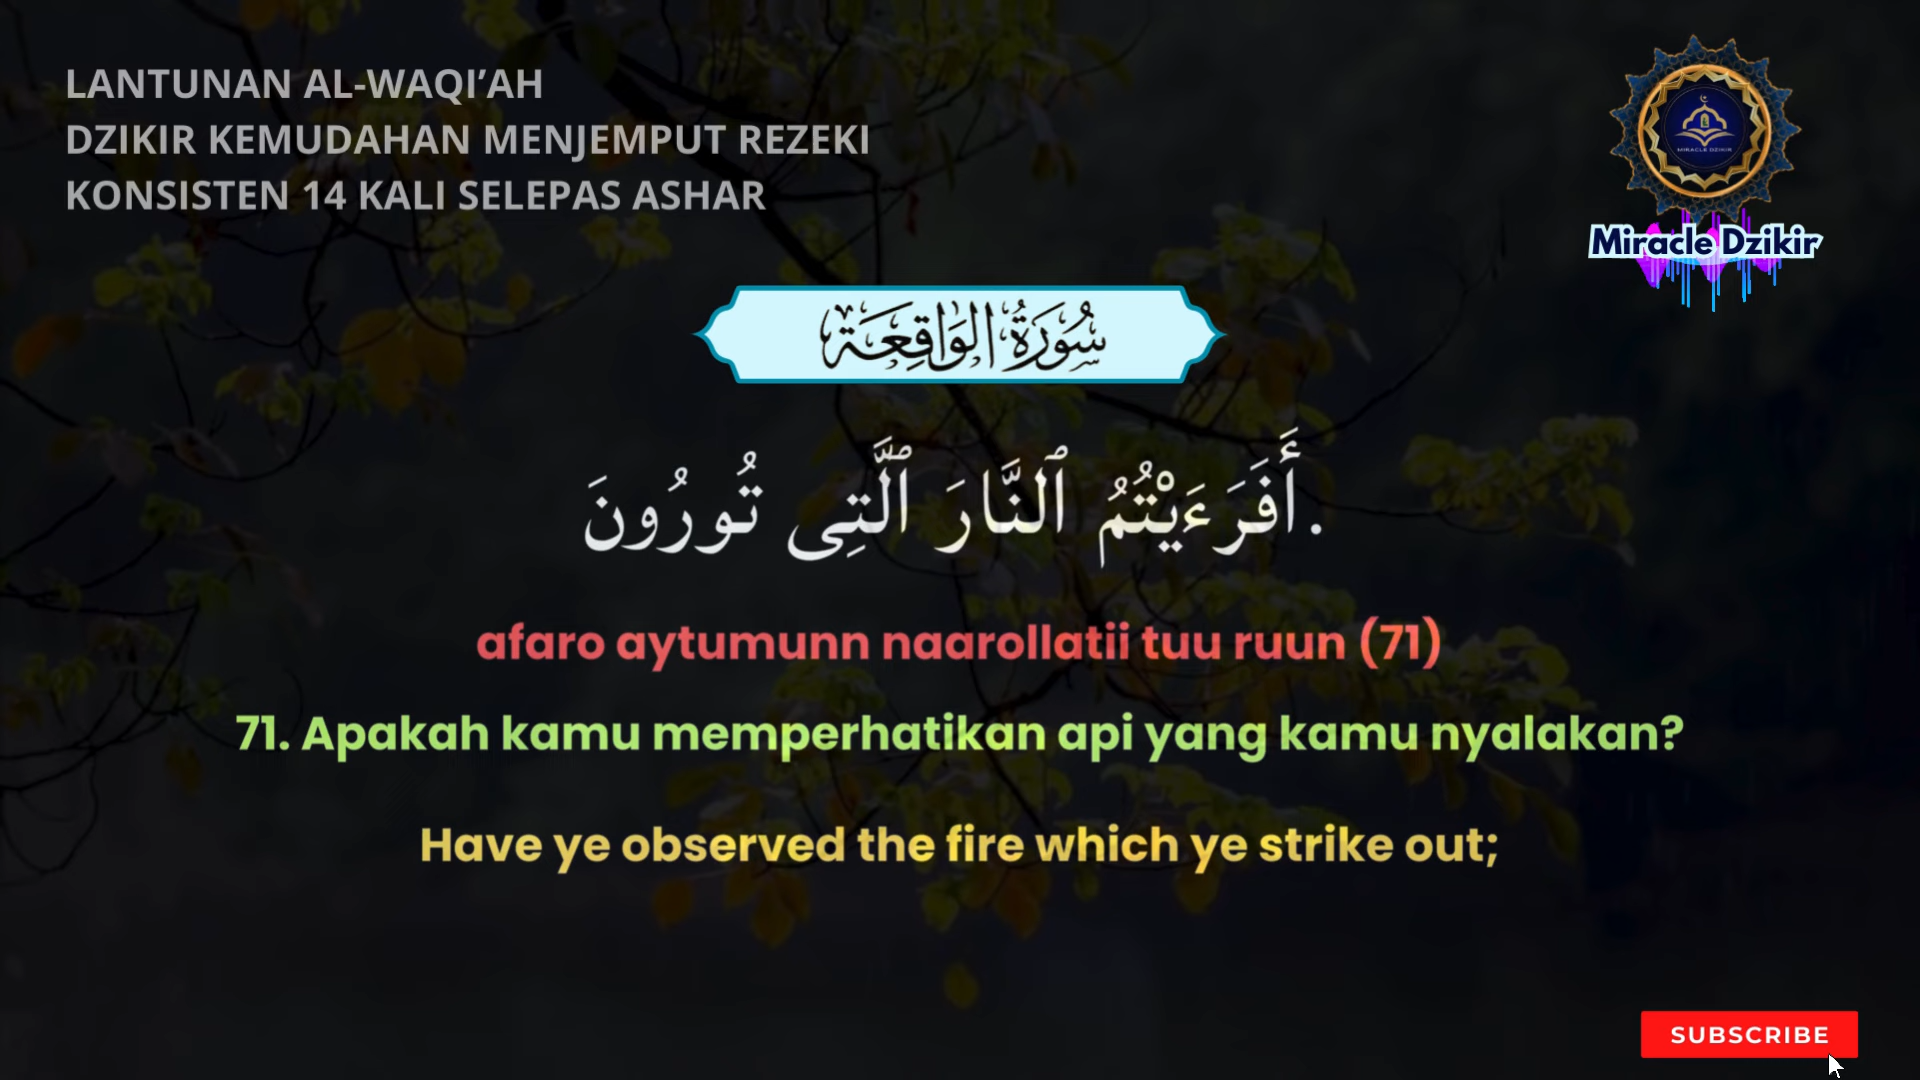 LANTUNAN AL-WAQI’AH
DZIKIR KEMUDAHAN MENJEMPUT REZEKI
KONSISTEN 14 KALI SELEPAS ASHAR
MIRACLE DZIKIR
Miracle Dzikir
سُورَةُ الوَاقِعَة
أَفَرَءَيْتُمُ ٱلنَّارَ ٱلَّتِى تُورُونَ.
afaro aytumunn naarollatii tuu ruun (71)
71. Apakah kamu memperhatikan api yang kamu nyalakan?
Have ye observed the fire which ye strike out;
SUBSCRIBE